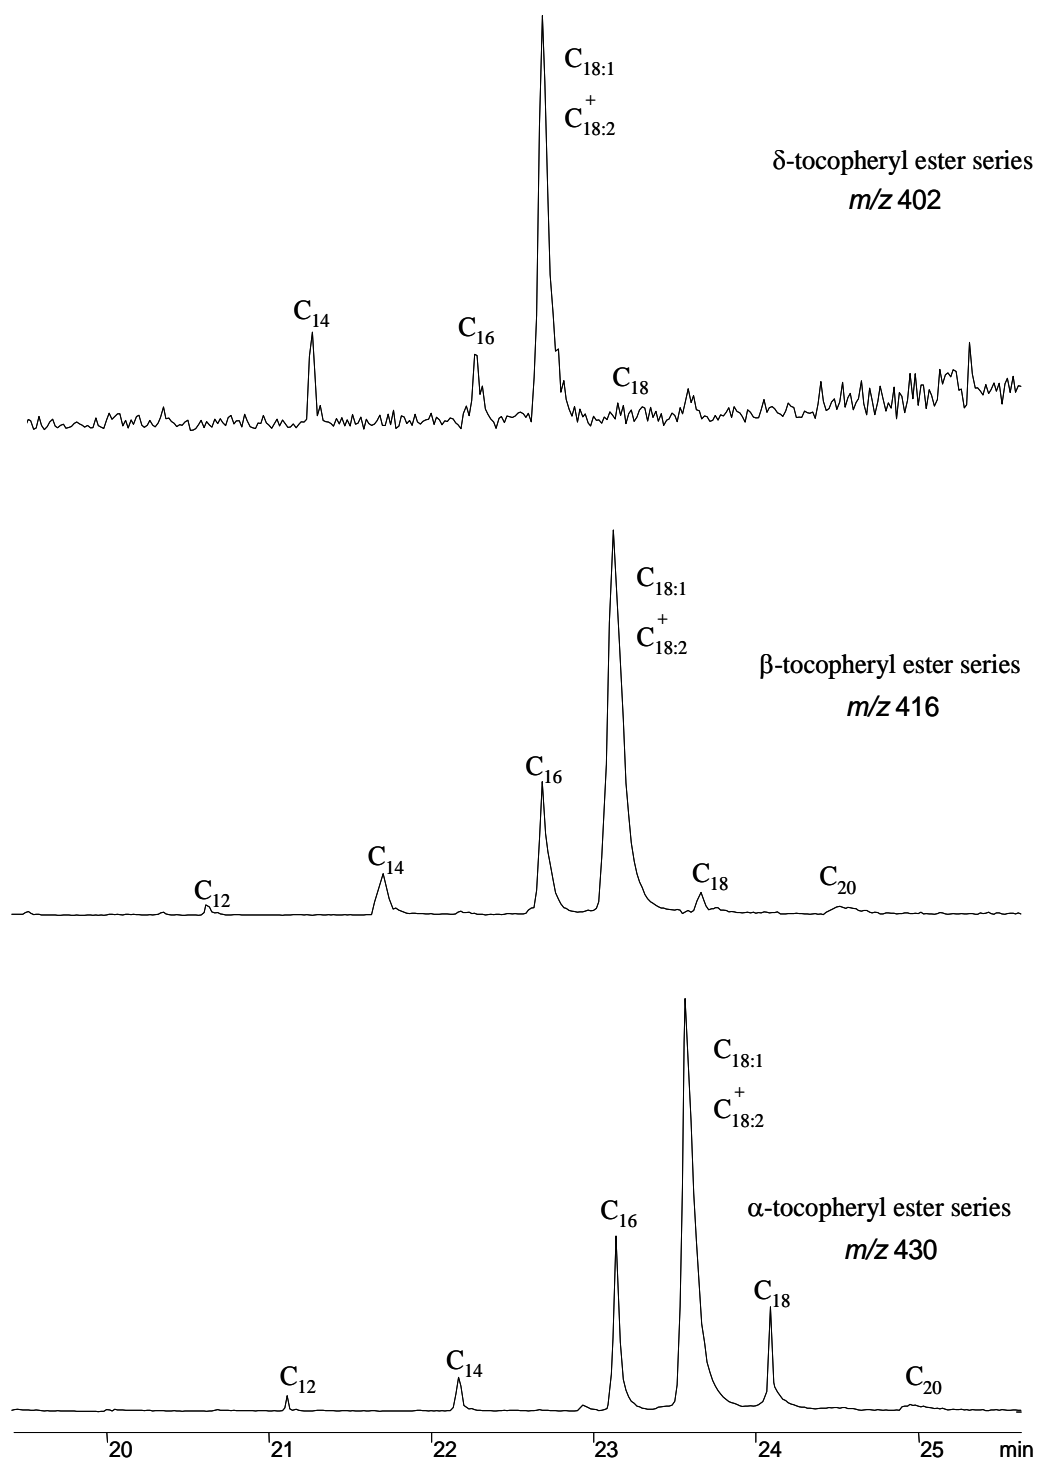 C18:1
+
C18:2
δ-tocopheryl ester series
m/z 402
C14
C16
C18
C18:1
+
C18:2
β-tocopheryl ester series
m/z 416
C16
C14
C12
C18
C20
C18:1
+
C18:2
α-tocopheryl ester series
m/z 430
C16
C18
C14
C12
C20
20 21 22 23 24 25 min